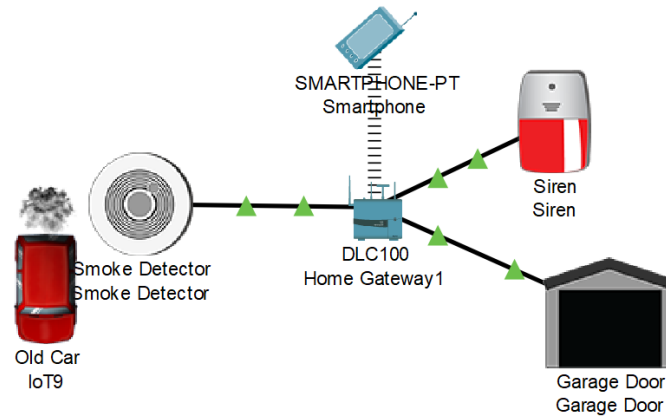 SMARTPHONE-PT
Smartphone
Siren
Siren
DLC100
Home Gateway1
Smoke Detector
Smoke Detector
Old Car
IoT9
Garage Door
Garage Door